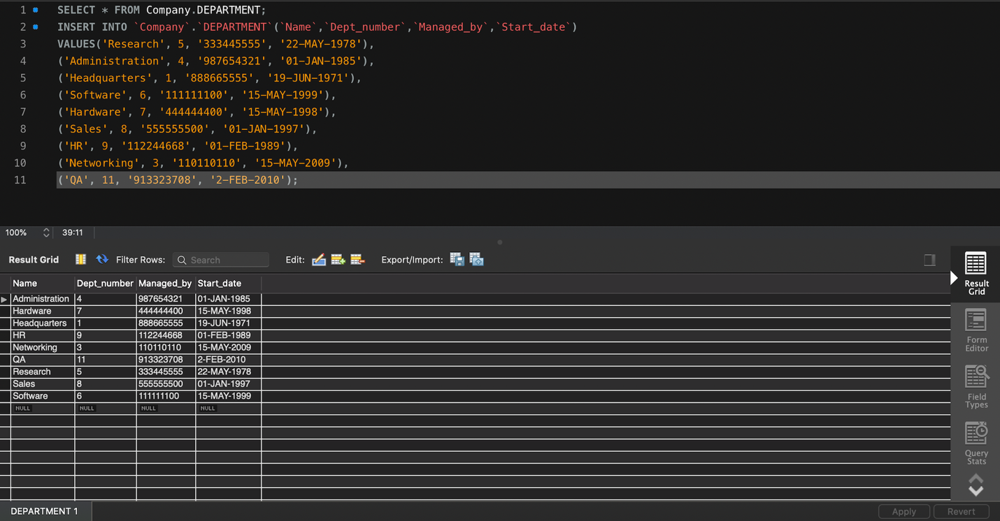 1 SELECT * FROM Company.DEPARTMENT;
2 INSERT INTO `Company`.`DEPARTMENT`(`Name`,`Dept_number`,`Managed_by`,`Start_date`)
3 VALUES('Research', 5, '333445555', '22-MAY-1978'),
4 ('Administration', 4, '987654321', '01-JAN-1985'),
5 ('Headquarters', 1, '888665555', '19-JUN-1971'),
6 ('Software', 6, '111111100', '15-MAY-1999'),
7 ('Hardware', 7, '444444400', '15-MAY-1998'),
8 ('Sales', 8, '555555500', '01-JAN-1997'),
9 ('HR', 9, '112244668', '01-FEB-1989'),
10 ('Networking', 3, '110110110', '15-MAY-2009'),
11 ('QA', 11, '913323708', '2-FEB-2010');
100% 39:11
Result Grid Filter Rows: Search Edit: Export/Import:
Name Dept_number Managed_by Start_date
Administration 4 987654321 01-JAN-1985
Hardware 7 444444400 15-MAY-1998
Headquarters 1 888665555 19-JUN-1971
HR 9 112244668 01-FEB-1989
Networking 3 110110110 15-MAY-2009
QA 11 913323708 2-FEB-2010
Research 5 333445555 22-MAY-1978
Sales 8 555555500 01-JAN-1997
Software 6 111111100 15-MAY-1999
NULL NULL NULL NULL
Result
Grid
Form
Editor
Field
Types
Query
Stats
DEPARTMENT 1 Apply Revert